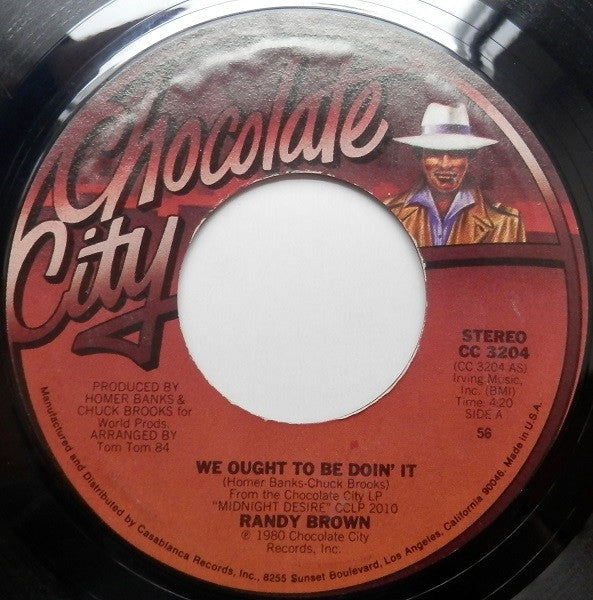 Chocolate
City
STEREO
CC 3204
(CC 3204 AS)
Irving Music,
Inc. (BMI)
Time: 4:20
SIDE A
56
PRODUCED BY
HOMER BANKS &
CHUCK BROOKS for
World Prods.
ARRANGED BY
Tom Tom 84
WE OUGHT TO BE DOIN' IT
(Homer Banks-Chuck Brooks)
From the Chocolate City LP
"MIDNIGHT DESIRE" CCLP 2010
RANDY BROWN
℗ 1980 Chocolate City
Records, Inc.
Manufactured and Distributed by Casablanca Records, Inc., 8255 Sunset Boulevard, Los Angeles, California 90046. Made in U.S.A.